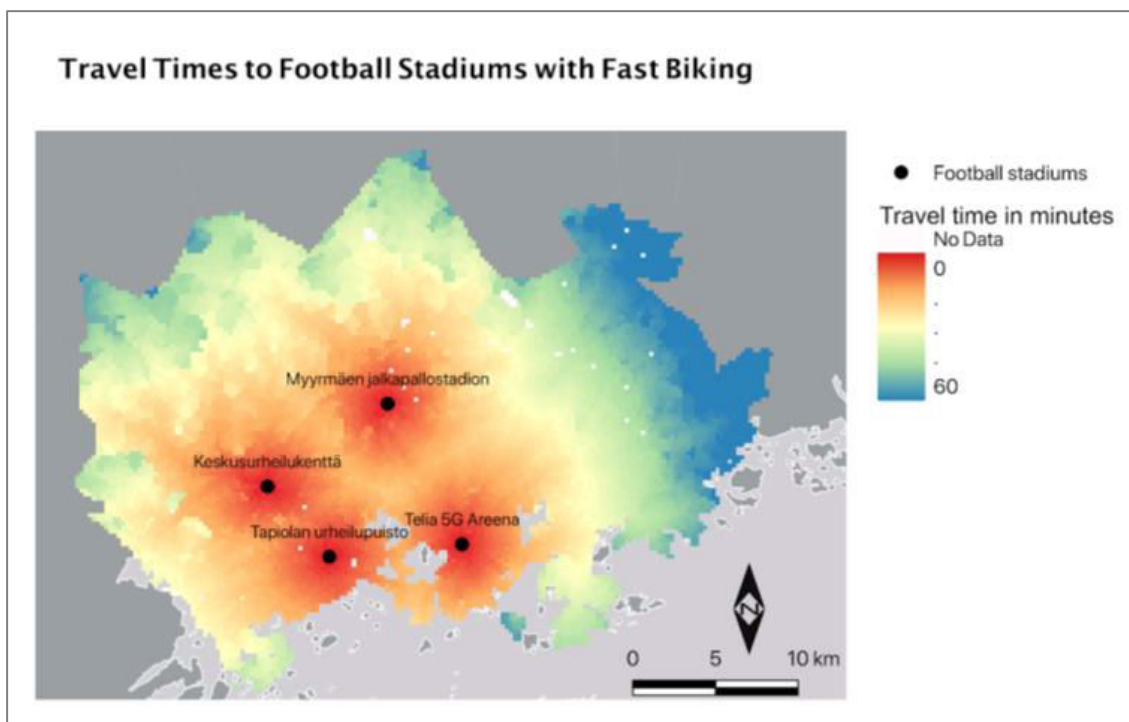 Travel Times to Football Stadiums with Fast Biking
Football stadiums
Travel time in minutes
No Data
0
.
.
60
Myyrmäen jalkapallostadion
Keskusurheilukenttä
Tapiolan urheilupuisto
Telia 5G Areena
N
0 5 10 km